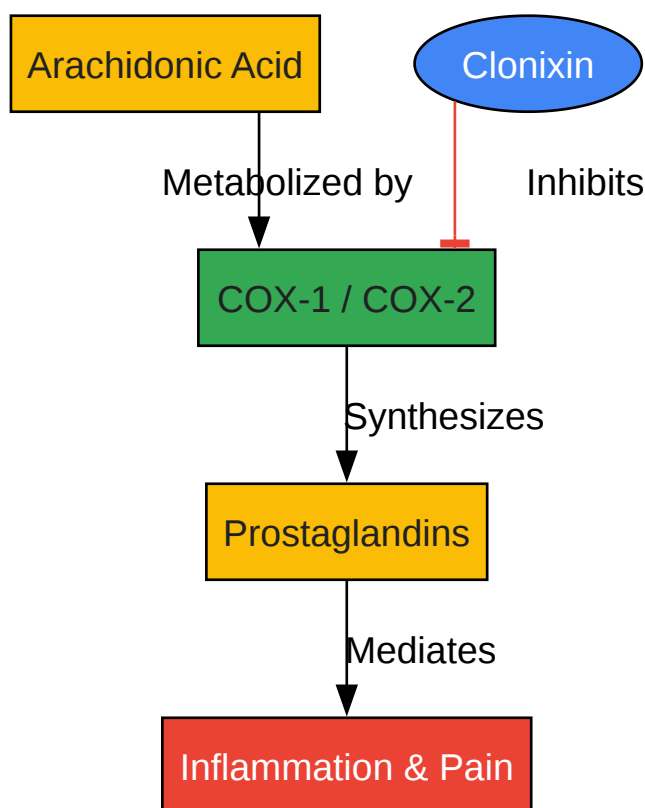 Arachidonic Acid
Clonixin
Metabolized by
Inhibits
COX-1 / COX-2
Synthesizes
Prostaglandins
Mediates
Inflammation & Pain